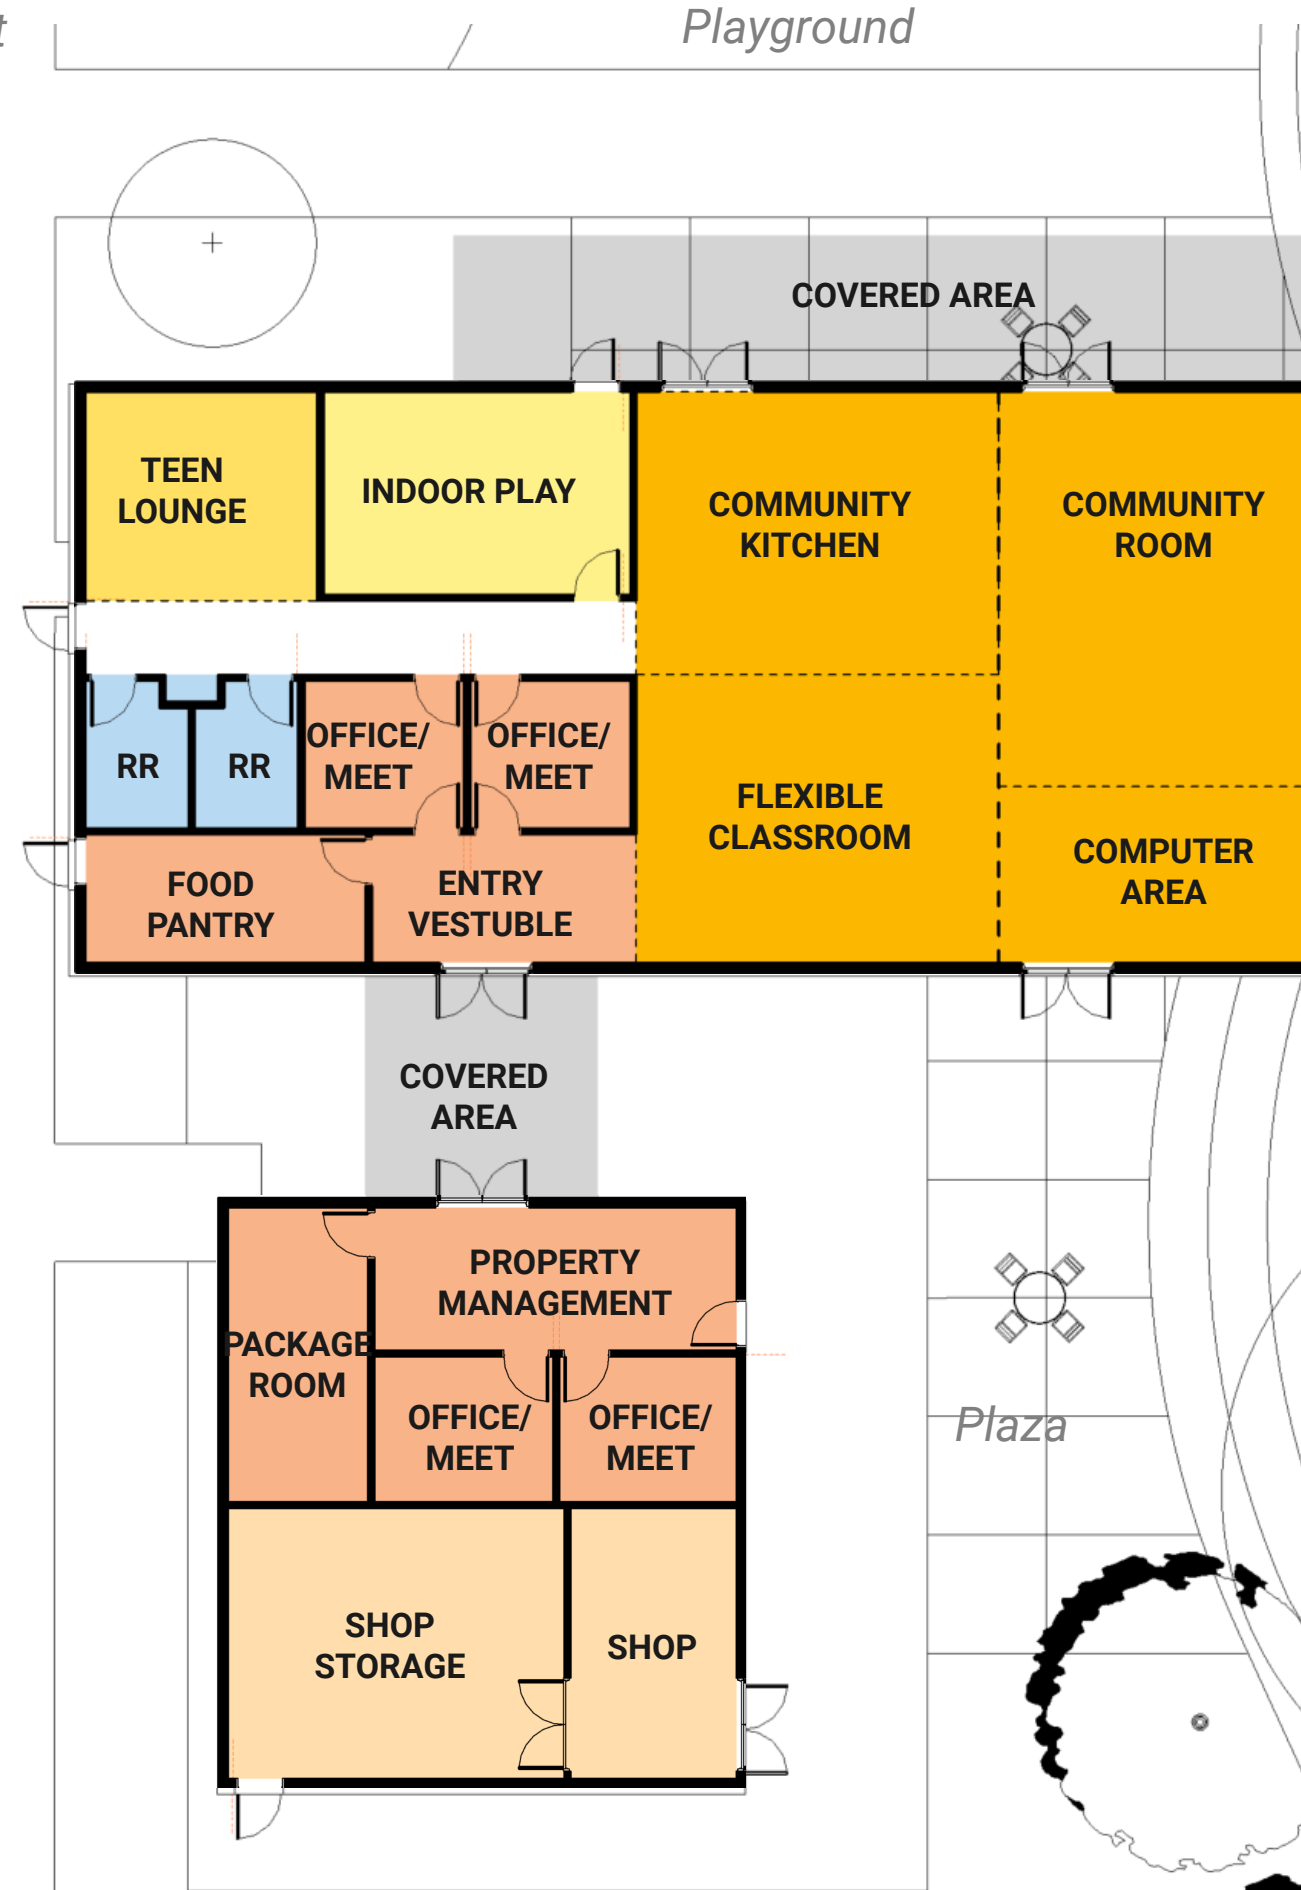 t
Playground
COVERED AREA
TEEN
LOUNGE
INDOOR PLAY
COMMUNITY
KITCHEN
COMMUNITY
ROOM
RR
RR
OFFICE/
MEET
OFFICE/
MEET
FLEXIBLE
CLASSROOM
COMPUTER
AREA
FOOD
PANTRY
ENTRY
VESTUBLE
COVERED
AREA
PROPERTY
MANAGEMENT
PACKAGE
ROOM
OFFICE/
MEET
OFFICE/
MEET
Plaza
SHOP
STORAGE
SHOP